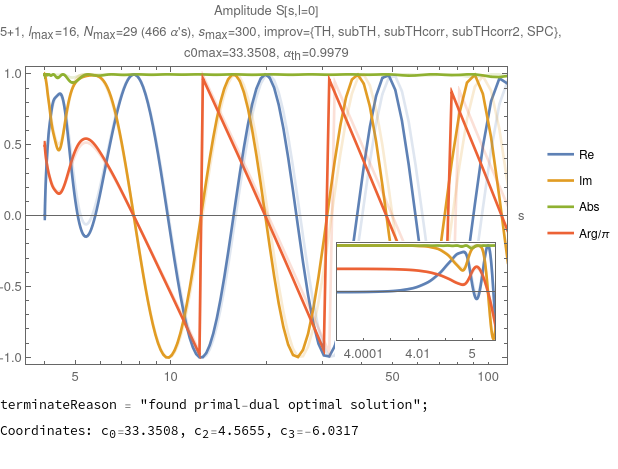 Amplitude S[s,l=0]
5+1, lmax=16, Nmax=29 (466 α's), smax=300, improv={TH, subTH, subTHcorr, subTHcorr2, SPC},
c0max=33.3508, αth=0.9979
1.0
0.5
0.0
-0.5
-1.0
5
10
50
100
s
4.0001
4.01
5
Re
Im
Abs
Arg/π
terminateReason = "found primal-dual optimal solution";
Coordinates: c0=33.3508, c2=4.5655, c3=-6.0317